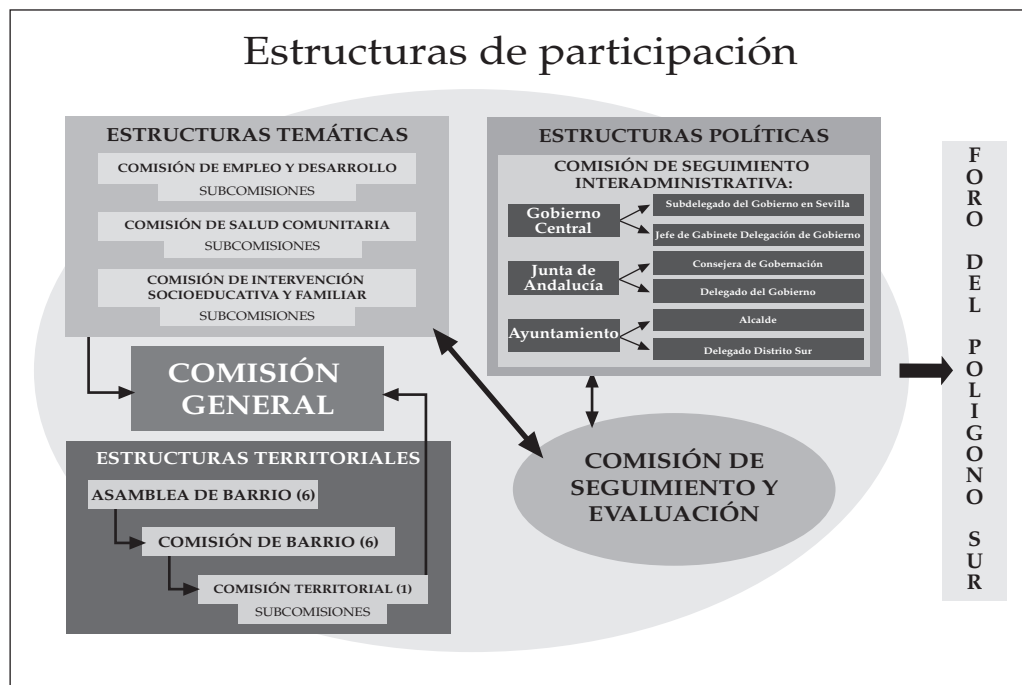 Estructuras de participación
ESTRUCTURAS TEMÁTICAS
COMISIÓN DE EMPLEO Y DESARROLLO
SUBCOMISIONES
COMISIÓN DE SALUD COMUNITARIA
SUBCOMISIONES
COMISIÓN DE INTERVENCIÓN
SOCIOEDUCATIVA Y FAMILIAR
SUBCOMISIONES
COMISIÓN
GENERAL
ESTRUCTURAS TERRITORIALES
ASAMBLEA DE BARRIO (6)
COMISIÓN DE BARRIO (6)
COMISIÓN TERRITORIAL (1)
SUBCOMISIONES
ESTRUCTURAS POLÍTICAS
COMISIÓN DE SEGUIMIENTO
INTERADMINISTRATIVA:
Gobierno
Central
Subdelegado del Gobierno en Sevilla
Jefe de Gabinete Delegación de Gobierno
Junta de
Andalucía
Consejera de Gobernación
Delegado del Gobierno
Ayuntamiento
Alcalde
Delegado Distrito Sur
COMISIÓN DE
SEGUIMIENTO Y
EVALUACIÓN
FORO DEL POLIGONO SUR